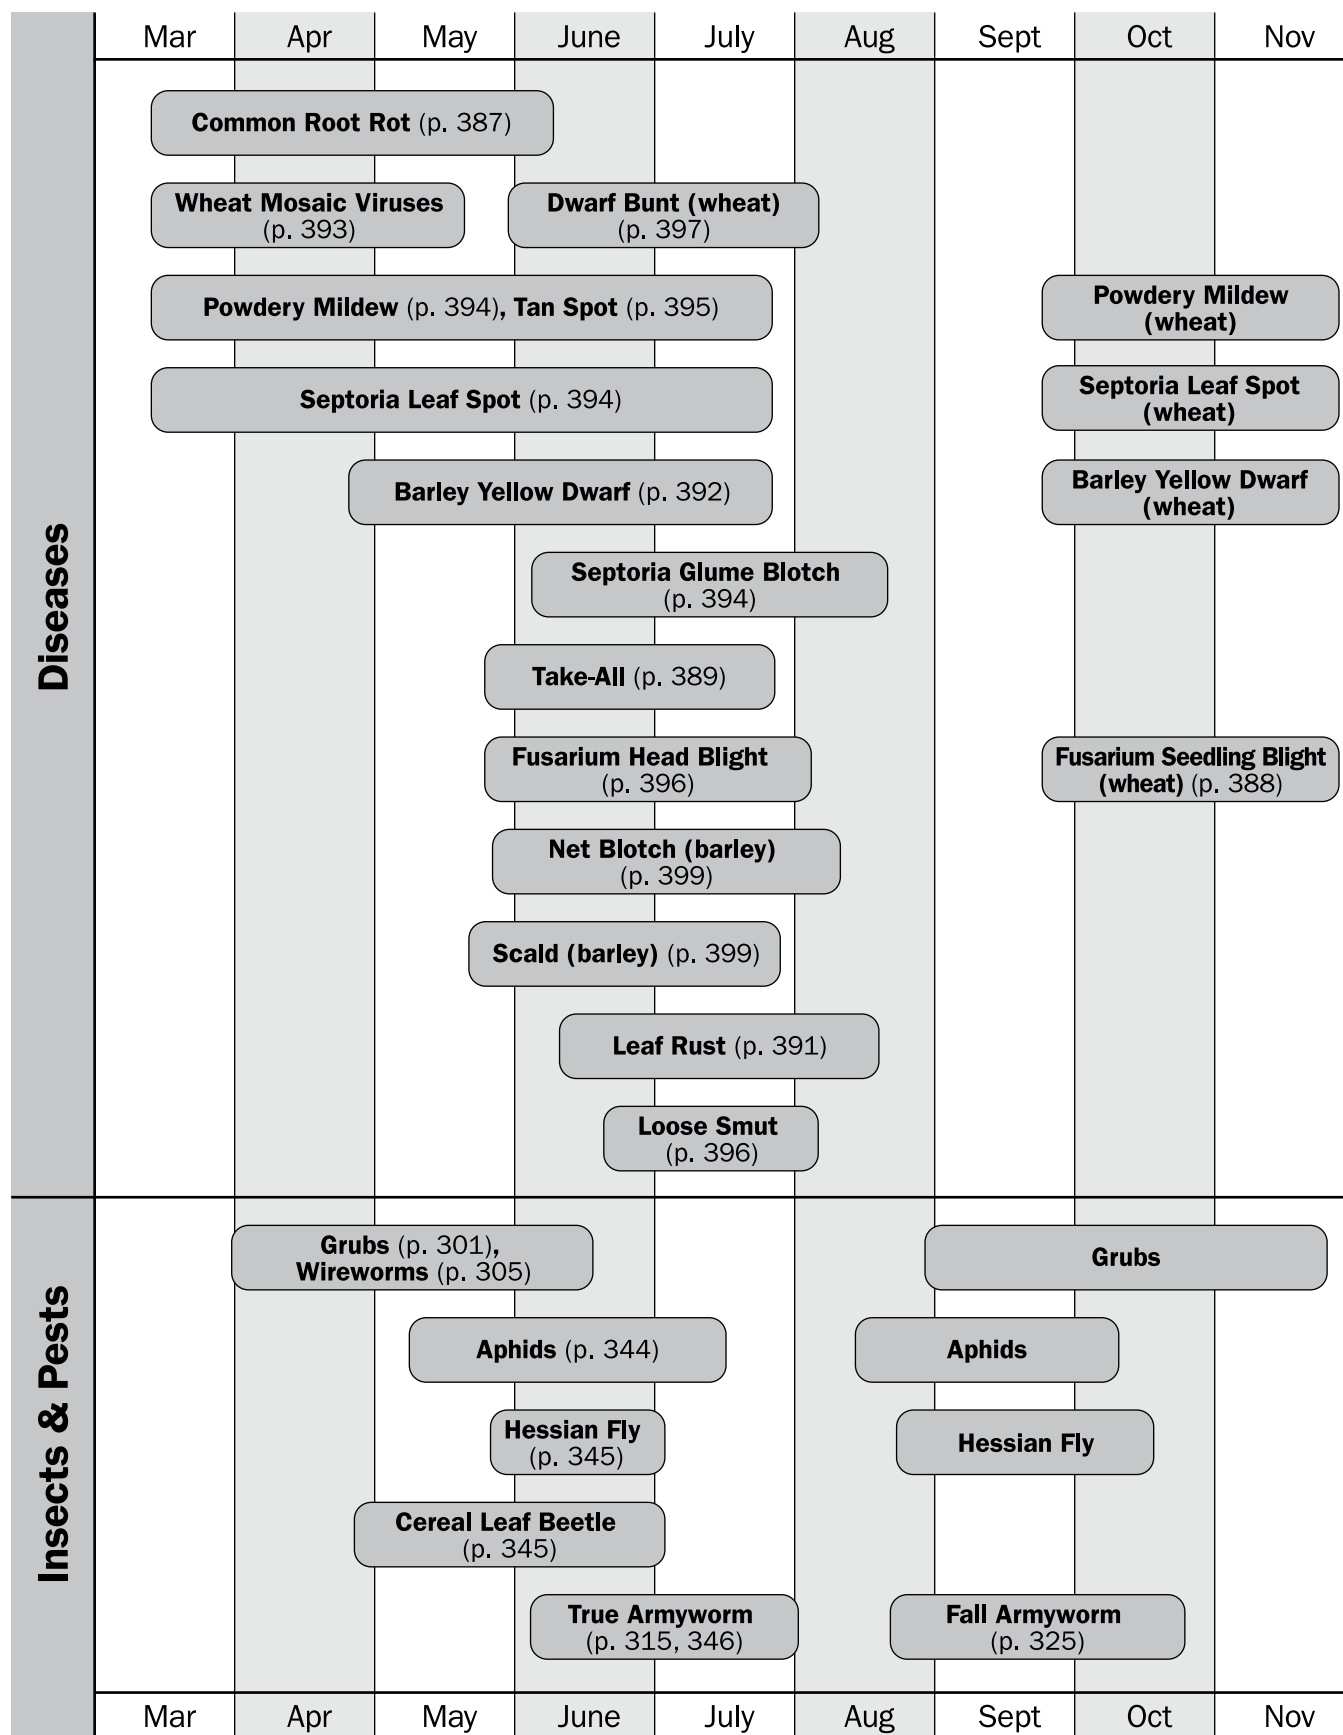 Mar Apr May June July Aug Sept Oct Nov
Diseases
Common Root Rot (p. 387)
Wheat Mosaic Viruses
(p. 393)
Dwarf Bunt (wheat)
(p. 397)
Powdery Mildew (p. 394), Tan Spot (p. 395)
Powdery Mildew
(wheat)
Septoria Leaf Spot (p. 394)
Septoria Leaf Spot
(wheat)
Barley Yellow Dwarf (p. 392)
Barley Yellow Dwarf
(wheat)
Septoria Glume Blotch
(p. 394)
Take-All (p. 389)
Fusarium Head Blight
(p. 396)
Fusarium Seedling Blight
(wheat) (p. 388)
Net Blotch (barley)
(p. 399)
Scald (barley) (p. 399)
Leaf Rust (p. 391)
Loose Smut
(p. 396)
Insects & Pests
Grubs (p. 301),
Wireworms (p. 305)
Grubs
Aphids (p. 344)
Aphids
Hessian Fly
(p. 345)
Hessian Fly
Cereal Leaf Beetle
(p. 345)
True Armyworm
(p. 315, 346)
Fall Armyworm
(p. 325)
Mar Apr May June July Aug Sept Oct Nov